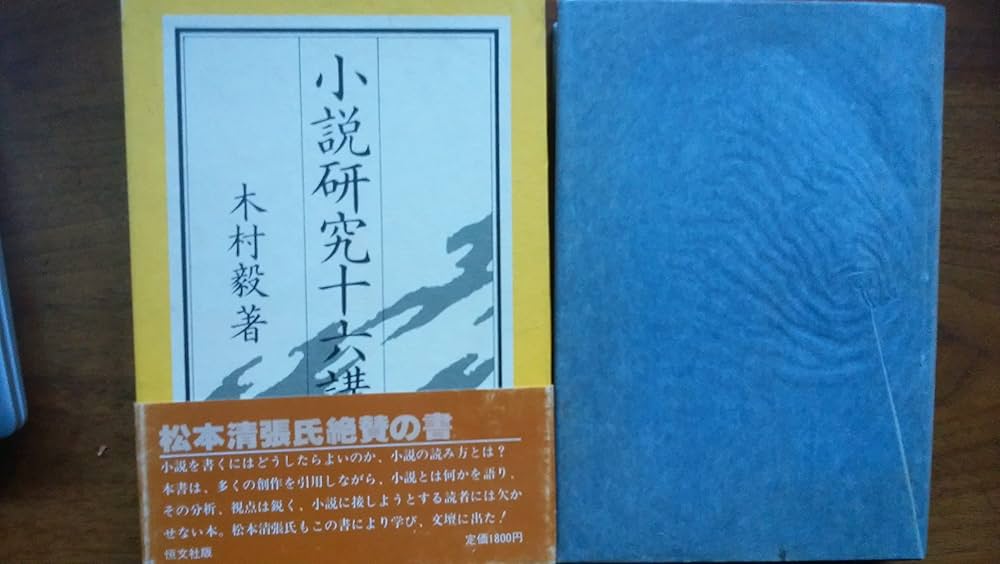 小説研究十六講
木村毅著
松本清張氏絶賛の書
小説を書くにはどうしたらよいのか、小説の読み方とは?
本書は、多くの創作を引用しながら、小説とは何かを語り、
その分析、視点は鋭く、小説に接しようとする読者には欠か
せない本。松本清張氏もこの書により学び、文壇に出た!
恒文社版
定価1800円